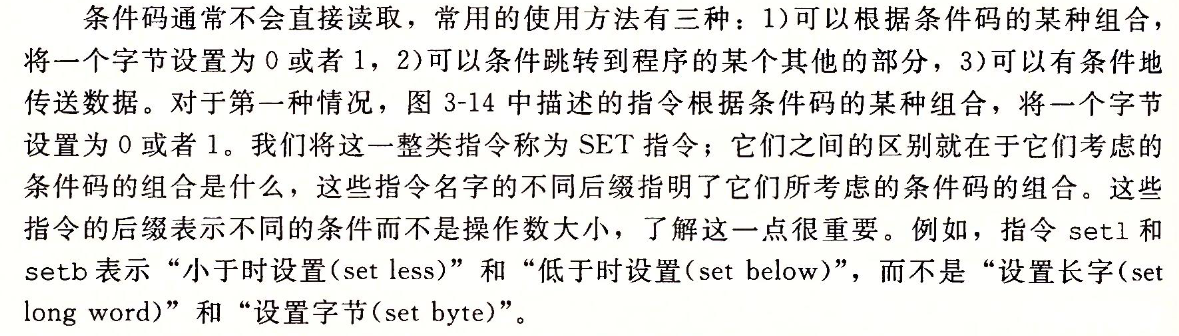 条件码通常不会直接读取，常用的使用方法有三种：1)可以根据条件码的某种组合，
将一个字节设置为 0 或者 1，2)可以条件跳转到程序的某个其他的部分，3)可以有条件地
传送数据。对于第一种情况，图 3-14 中描述的指令根据条件码的某种组合，将一个字节
设置为 0 或者 1。我们将这一整类指令称为 SET 指令；它们之间的区别就在于它们考虑的
条件码的组合是什么，这些指令名字的不同后缀指明了它们所考虑的条件码的组合。这些
指令的后缀表示不同的条件而不是操作数大小，了解这一点很重要。例如，指令 setl 和
setb 表示“小于时设置(set less)”和“低于时设置(set below)”，而不是“设置长字(set
long word)”和“设置字节(set byte)”。